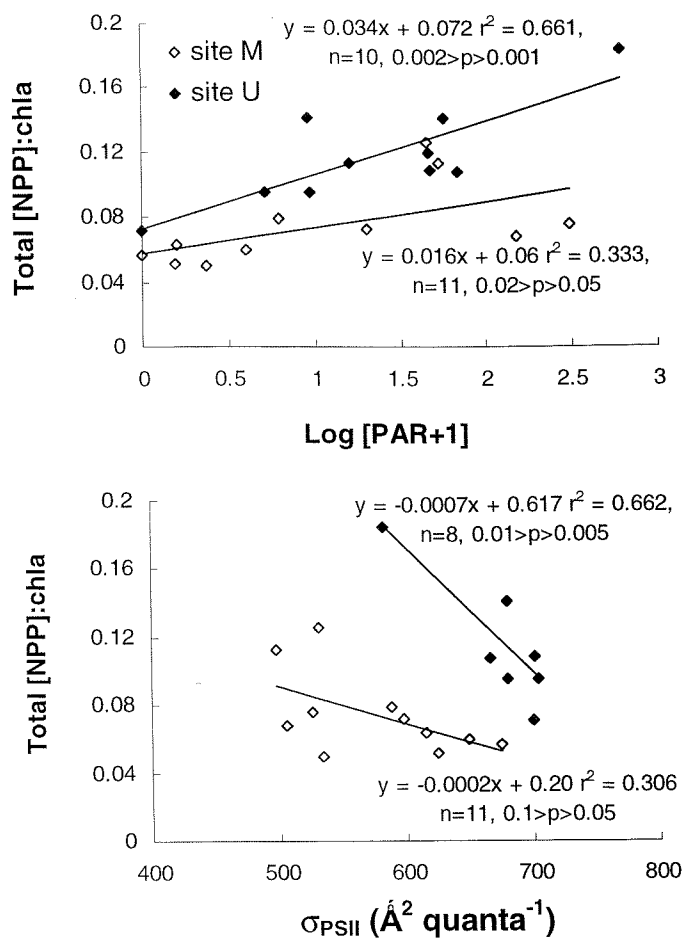 0.2
0.16
0.12
0.08
0.04
0
Total [NPP]:chla
site M
site U
y = 0.034x + 0.072 r² = 0.661,
n=10, 0.002>p>0.001
y = 0.016x + 0.06 r² = 0.333,
n=11, 0.02>p>0.05
0 0.5 1 1.5 2 2.5 3
Log [PAR+1]
0.2
0.16
0.12
0.08
0.04
0
Total [NPP]:chla
y = -0.0007x + 0.617 r² = 0.662,
n=8, 0.01>p>0.005
y = -0.0002x + 0.20 r² = 0.306
n=11, 0.1>p>0.05
400 500 600 700 800
σPSII (Å² quanta⁻¹)